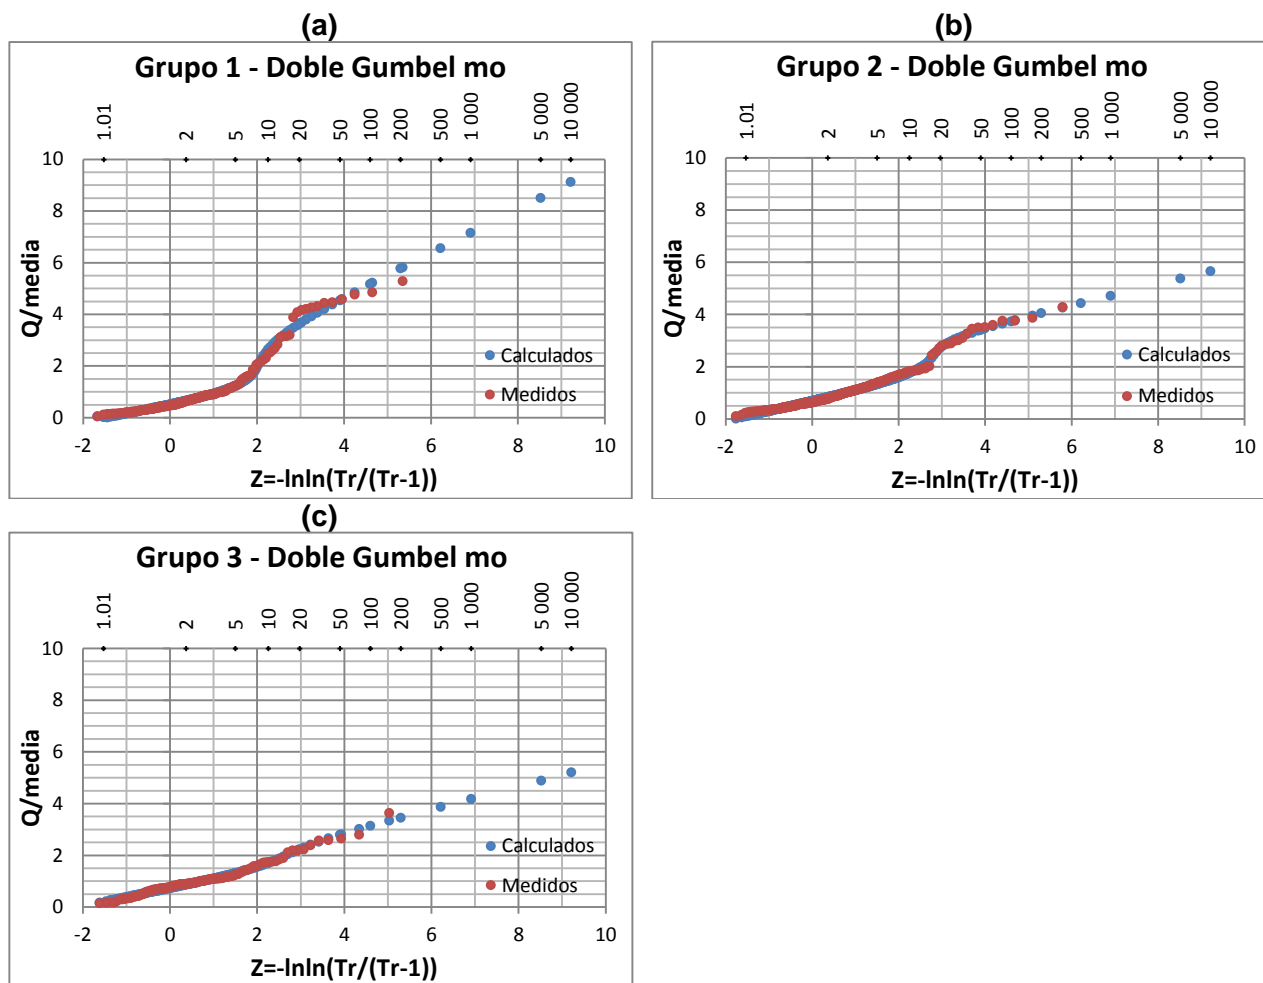 (a)
Grupo 1 - Doble Gumbel mo
1.01 2 5 10 20 50 100 200 500 1 000 5 000 10 000
10
8
6
4
2
0
Q/media
Calculados
Medidos
-2 0 2 4 6 8 10
Z=-lnln(Tr/(Tr-1))
(b)
Grupo 2 - Doble Gumbel mo
1.01 2 5 10 20 50 100 200 500 1 000 5 000 10 000
10
8
6
4
2
0
Q/media
Calculados
Medidos
-2 0 2 4 6 8 10
Z=-lnln(Tr/(Tr-1))
(c)
Grupo 3 - Doble Gumbel mo
1.01 2 5 10 20 50 100 200 500 1 000 5 000 10 000
10
8
6
4
2
0
Q/media
Calculados
Medidos
-2 0 2 4 6 8 10
Z=-lnln(Tr/(Tr-1))